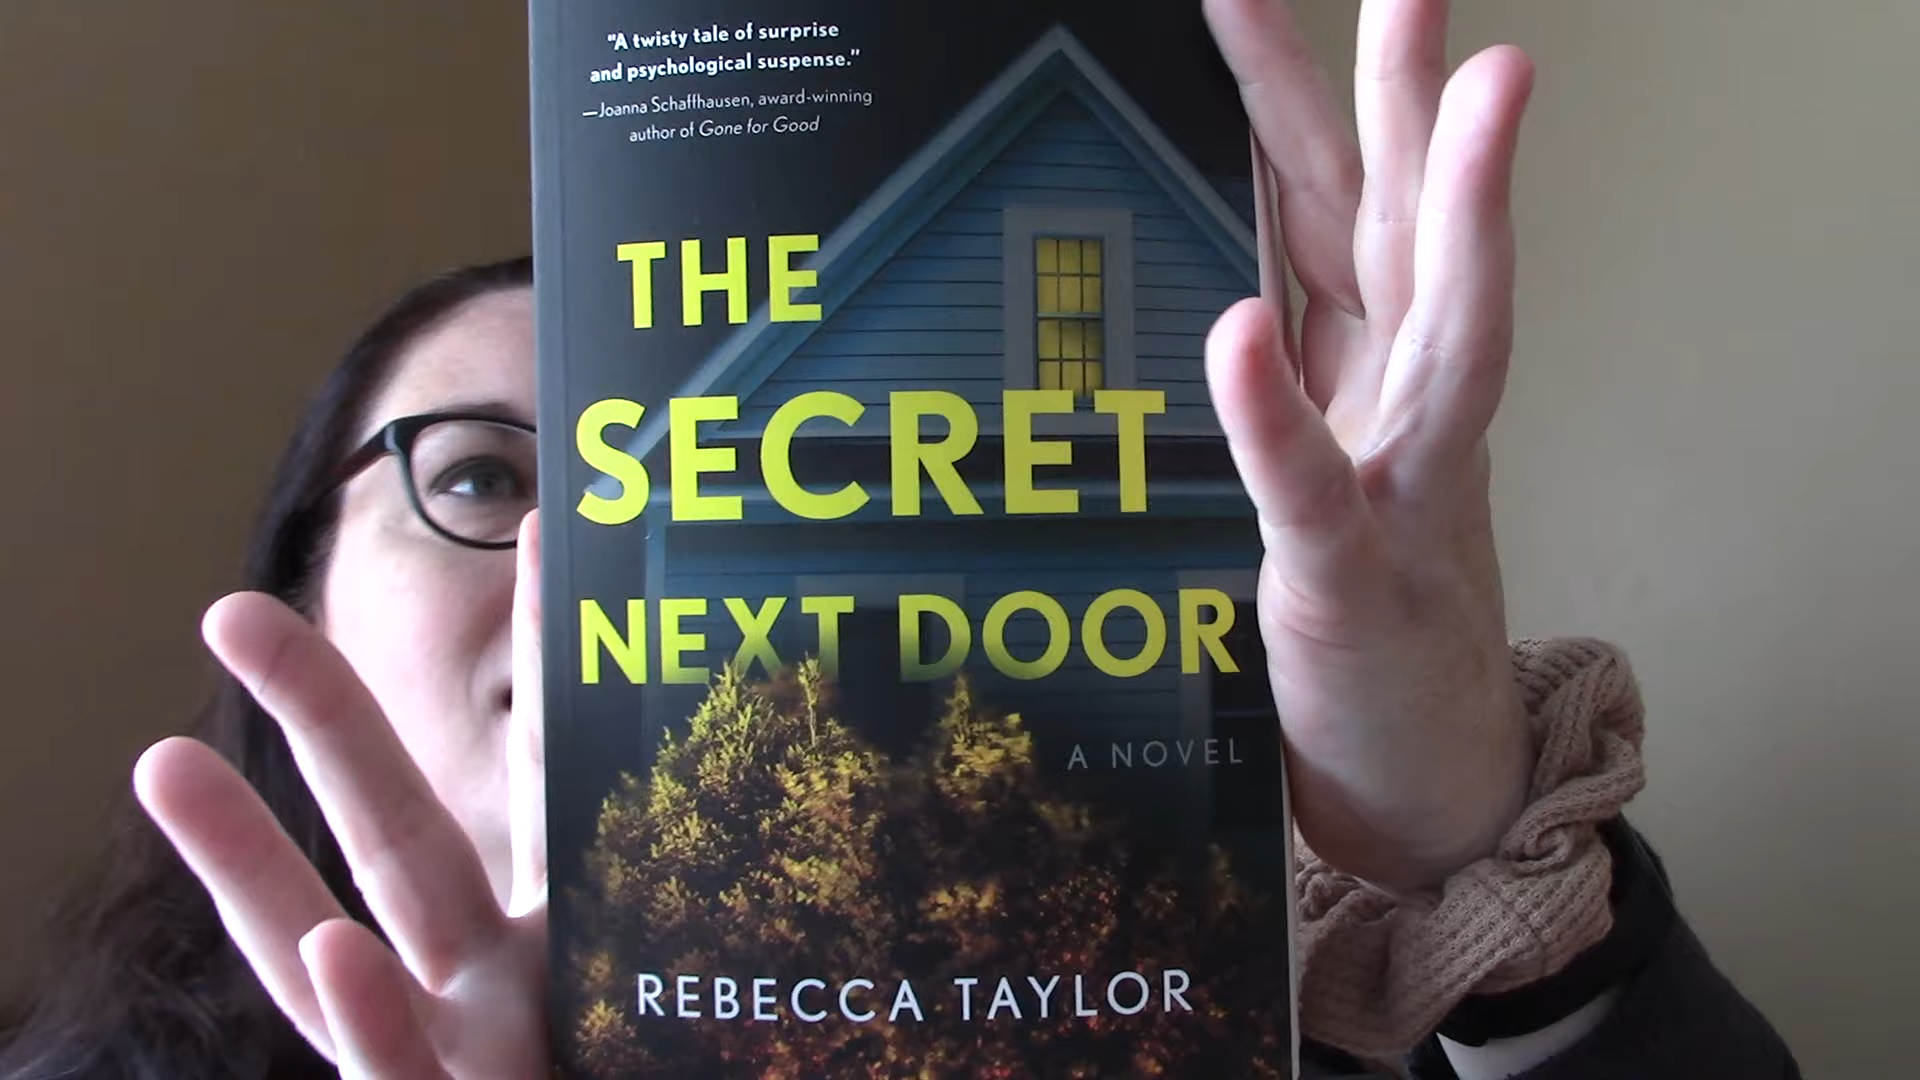 "A twisty tale of surprise
and psychological suspense."
—Joanna Schaffhausen, award-winning
author of Gone for Good
THE
SECRET
NEXT DOOR
A NOVEL
REBECCA TAYLOR